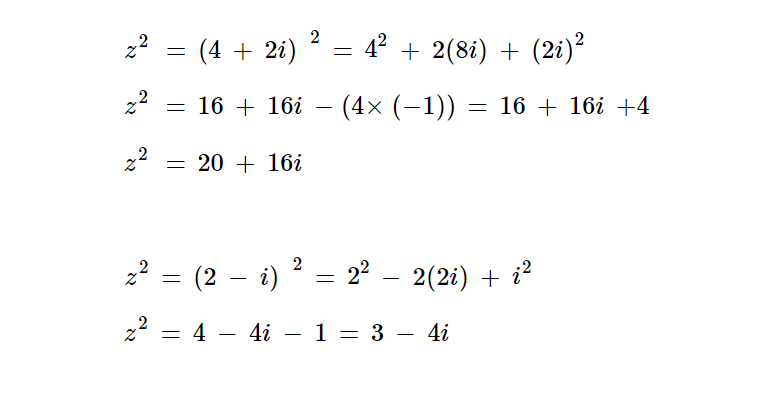 z² = (4 + 2i)² = 4² + 2(8i) + (2i)²
z² = 16 + 16i − (4× (−1)) = 16 + 16i +4
z² = 20 + 16i
z² = (2 − i)² = 2² − 2(2i) + i²
z² = 4 − 4i − 1 = 3 − 4i